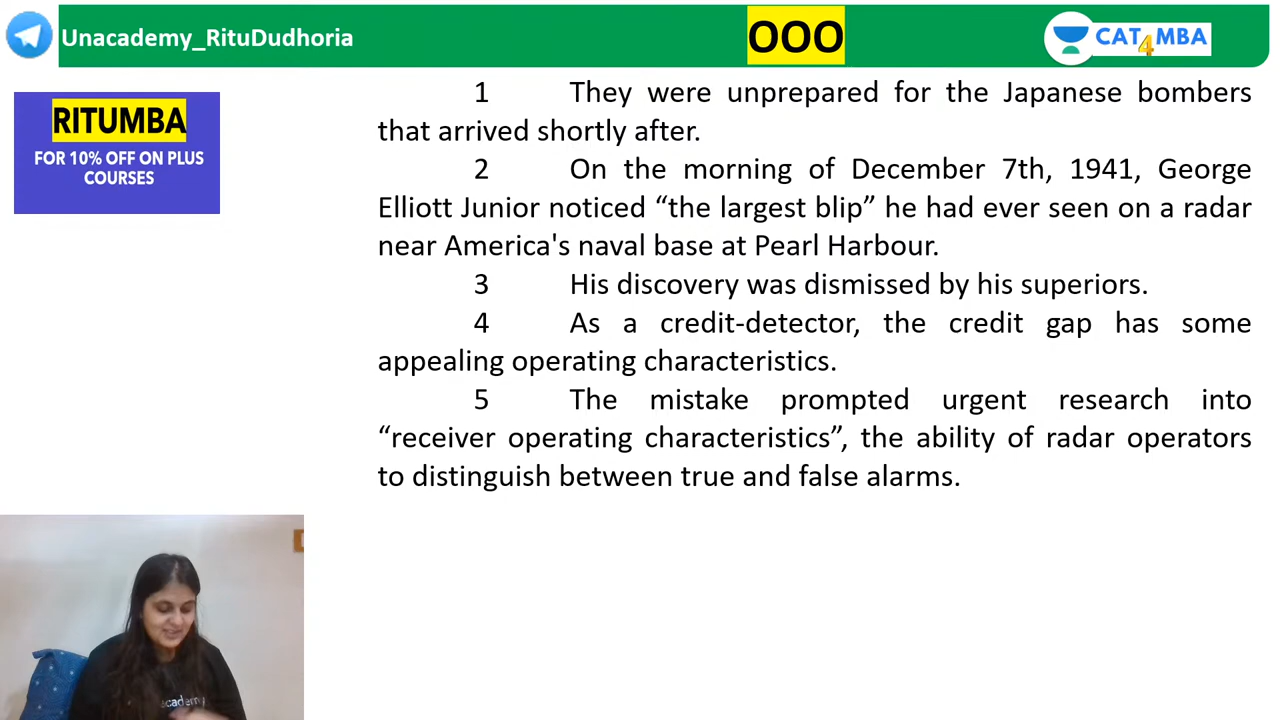 Unacademy_RituDudhoria
OOO
CAT4MBA
RITUMBA
FOR 10% OFF ON PLUS
COURSES
1 They were unprepared for the Japanese bombers
that arrived shortly after.
2 On the morning of December 7th, 1941, George
Elliott Junior noticed “the largest blip” he had ever seen on a radar
near America's naval base at Pearl Harbour.
3 His discovery was dismissed by his superiors.
4 As a credit-detector, the credit gap has some
appealing operating characteristics.
5 The mistake prompted urgent research into
“receiver operating characteristics”, the ability of radar operators
to distinguish between true and false alarms.